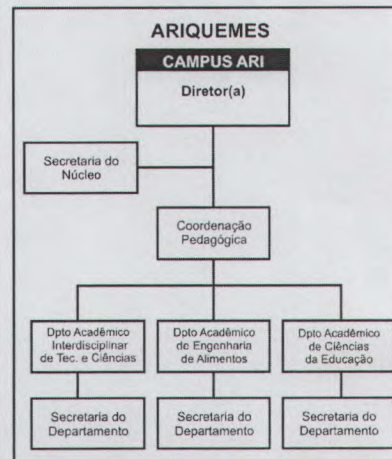 ARIQUEMES
CAMPUS ARI
Diretor(a)
Secretaria do
Núcleo
Coordenação
Pedagógica
Dpto Acadêmico
Interdisciplinar
de Tec. e Ciências
Dpto Acadêmico
de Engenharia
de Alimentos
Dpto Acadêmico
de Ciências
da Educação
Secretaria do
Departamento
Secretaria do
Departamento
Secretaria do
Departamento